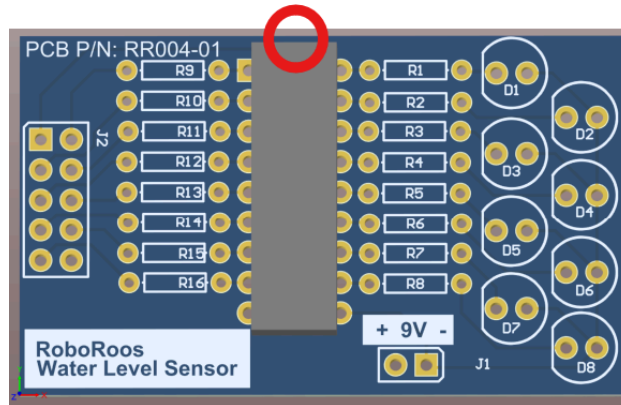 PCB P/N: RR004-01
R9
R10
R11
R12
R13
R14
R15
R16
J2
R1
R2
R3
R4
R5
R6
R7
R8
D1
D2
D3
D4
D5
D6
D7
D8
+ 9V -
J1
RoboRoos
Water Level Sensor
z
x